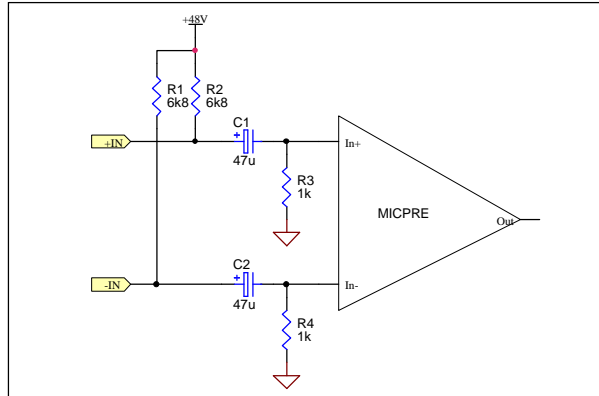 +48V
R1
6k8
R2
6k8
C1
+
47u
+IN
In+
R3
1k
MICPRE
Out
C2
+
47u
-IN
In-
R4
1k